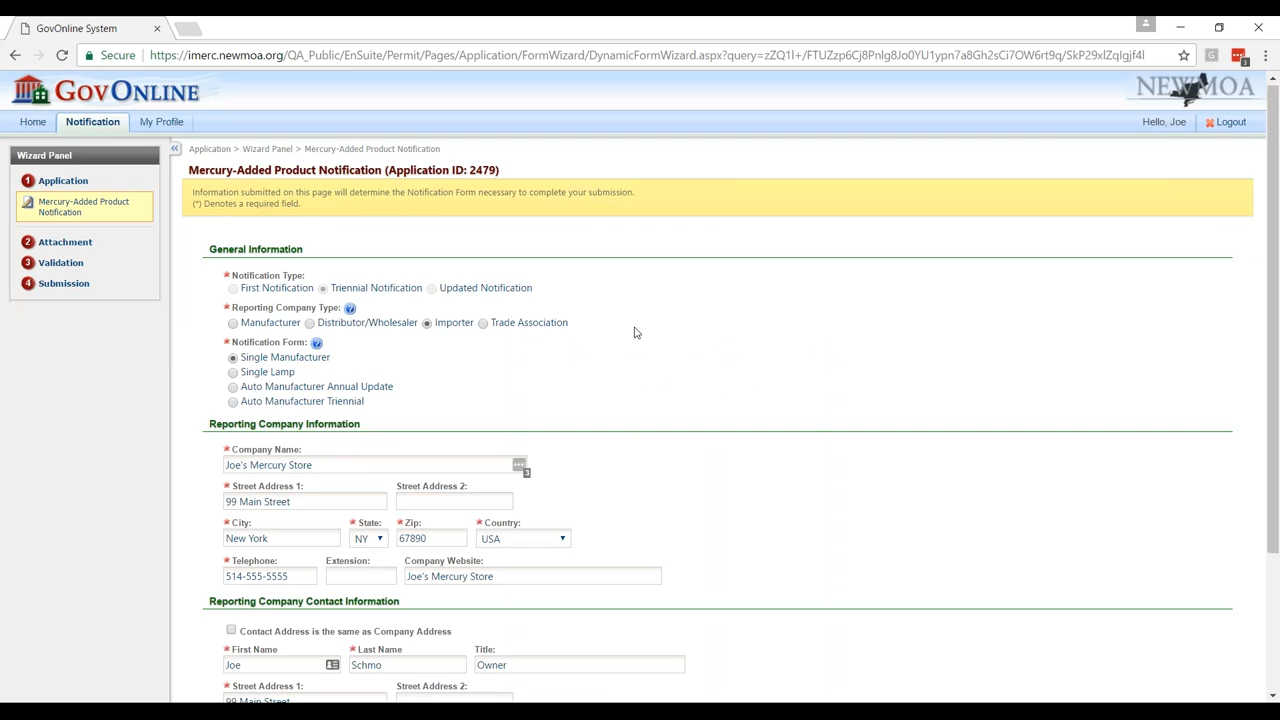 GovOnline System
Secure https://imerc.newmoa.org/QA_Public/EnSuite/Permit/Pages/Application/FormWizard/DynamicFormWizard.aspx?query=zZQ1l+/FTUZzp6Cj8PnIg8Jo0YU1ypn7a8Gh2sCi7OW6rt9q/SkP29xlZqIgjf4l
GOVONLINE
NEWMOA
Home Notification My Profile Hello, Joe Logout
Wizard Panel
1 Application
Mercury-Added Product
Notification
2 Attachment
3 Validation
4 Submission
Application > Wizard Panel > Mercury-Added Product Notification
Mercury-Added Product Notification (Application ID: 2479)
Information submitted on this page will determine the Notification Form necessary to complete your submission.
(*) Denotes a required field.
General Information
* Notification Type:
First Notification Triennial Notification Updated Notification
* Reporting Company Type: ?
Manufacturer Distributor/Wholesaler Importer Trade Association
* Notification Form: ?
Single Manufacturer
Single Lamp
Auto Manufacturer Annual Update
Auto Manufacturer Triennial
Reporting Company Information
* Company Name:
Joe's Mercury Store
3
* Street Address 1: Street Address 2:
99 Main Street
* City: * State: * Zip: * Country:
New York NY 67890 USA
* Telephone: Extension: Company Website:
514-555-5555 Joe's Mercury Store
Reporting Company Contact Information
Contact Address is the same as Company Address
* First Name * Last Name Title:
Joe Schmo Owner
* Street Address 1: Street Address 2:
99 Main Street